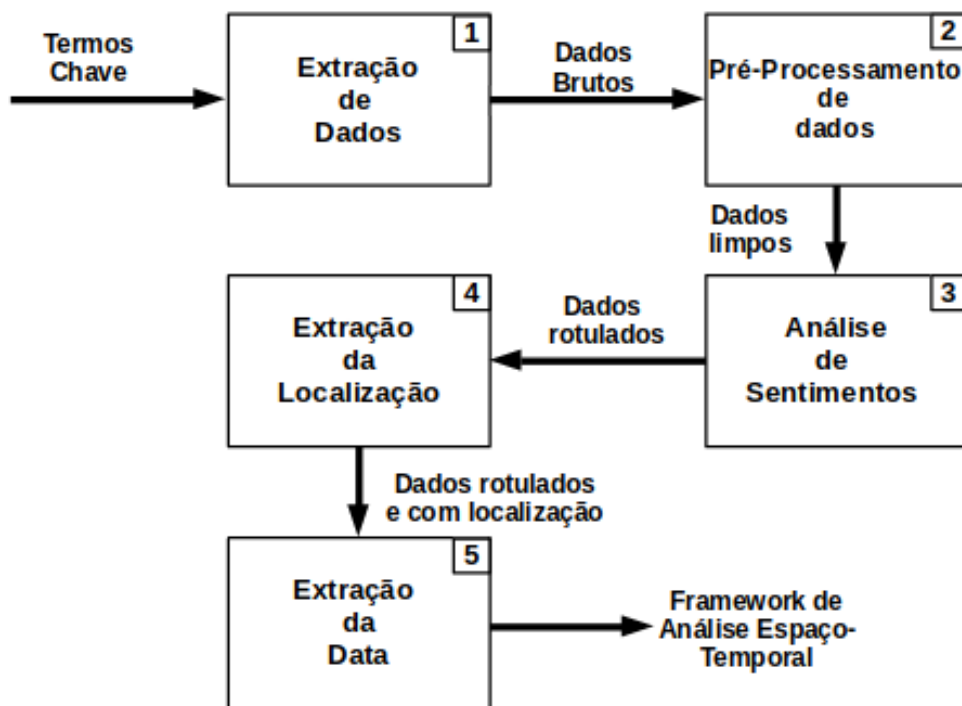 Termos
Chave
1
Extração
de
Dados
Dados
Brutos
2
Pré-Processamento
de
dados
Dados
limpos
3
Análise
de
Sentimentos
Dados
rotulados
4
Extração
da
Localização
Dados rotulados
e com localização
5
Extração
da
Data
Framework de
Análise Espaço-
Temporal